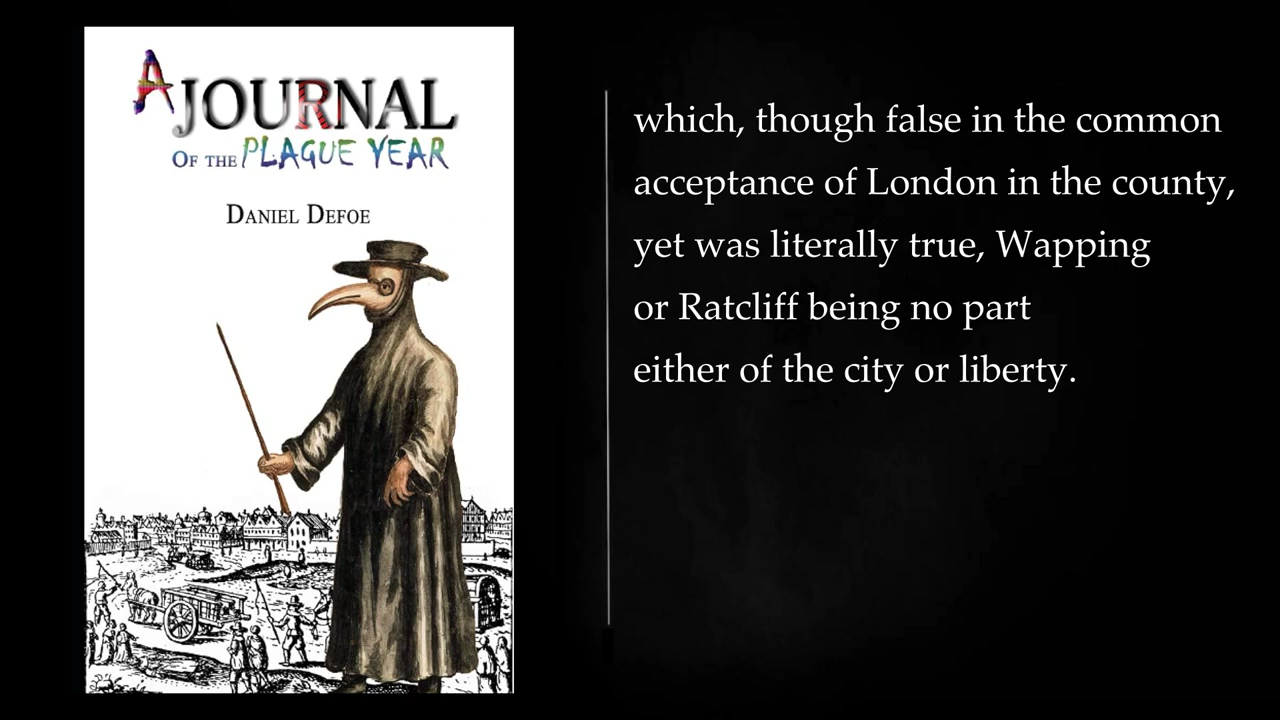 A JOURNAL
OF THE PLAGUE YEAR
DANIEL DEFOE
which, though false in the common
acceptance of London in the county,
yet was literally true, Wapping
or Ratcliff being no part
either of the city or liberty.